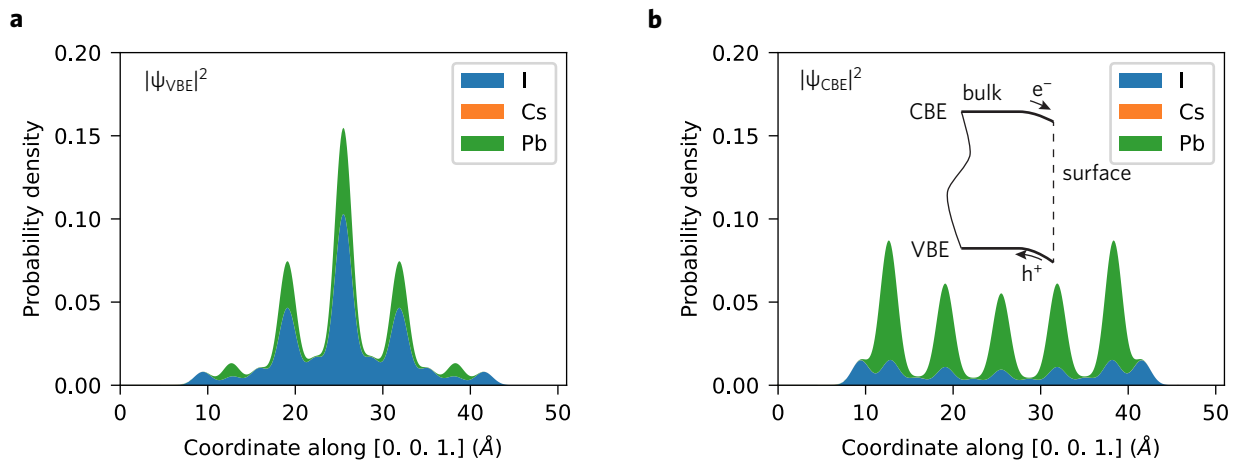 a
0.20
0.15
0.10
0.05
0.00
Probability density
|ψVBE|²
I
Cs
Pb
0
10
20
30
40
50
Coordinate along [0. 0. 1.] (Å)
b
0.20
0.15
0.10
0.05
0.00
Probability density
|ψCBE|²
bulk
e⁻
CBE
surface
VBE
h⁺
I
Cs
Pb
0
10
20
30
40
50
Coordinate along [0. 0. 1.] (Å)